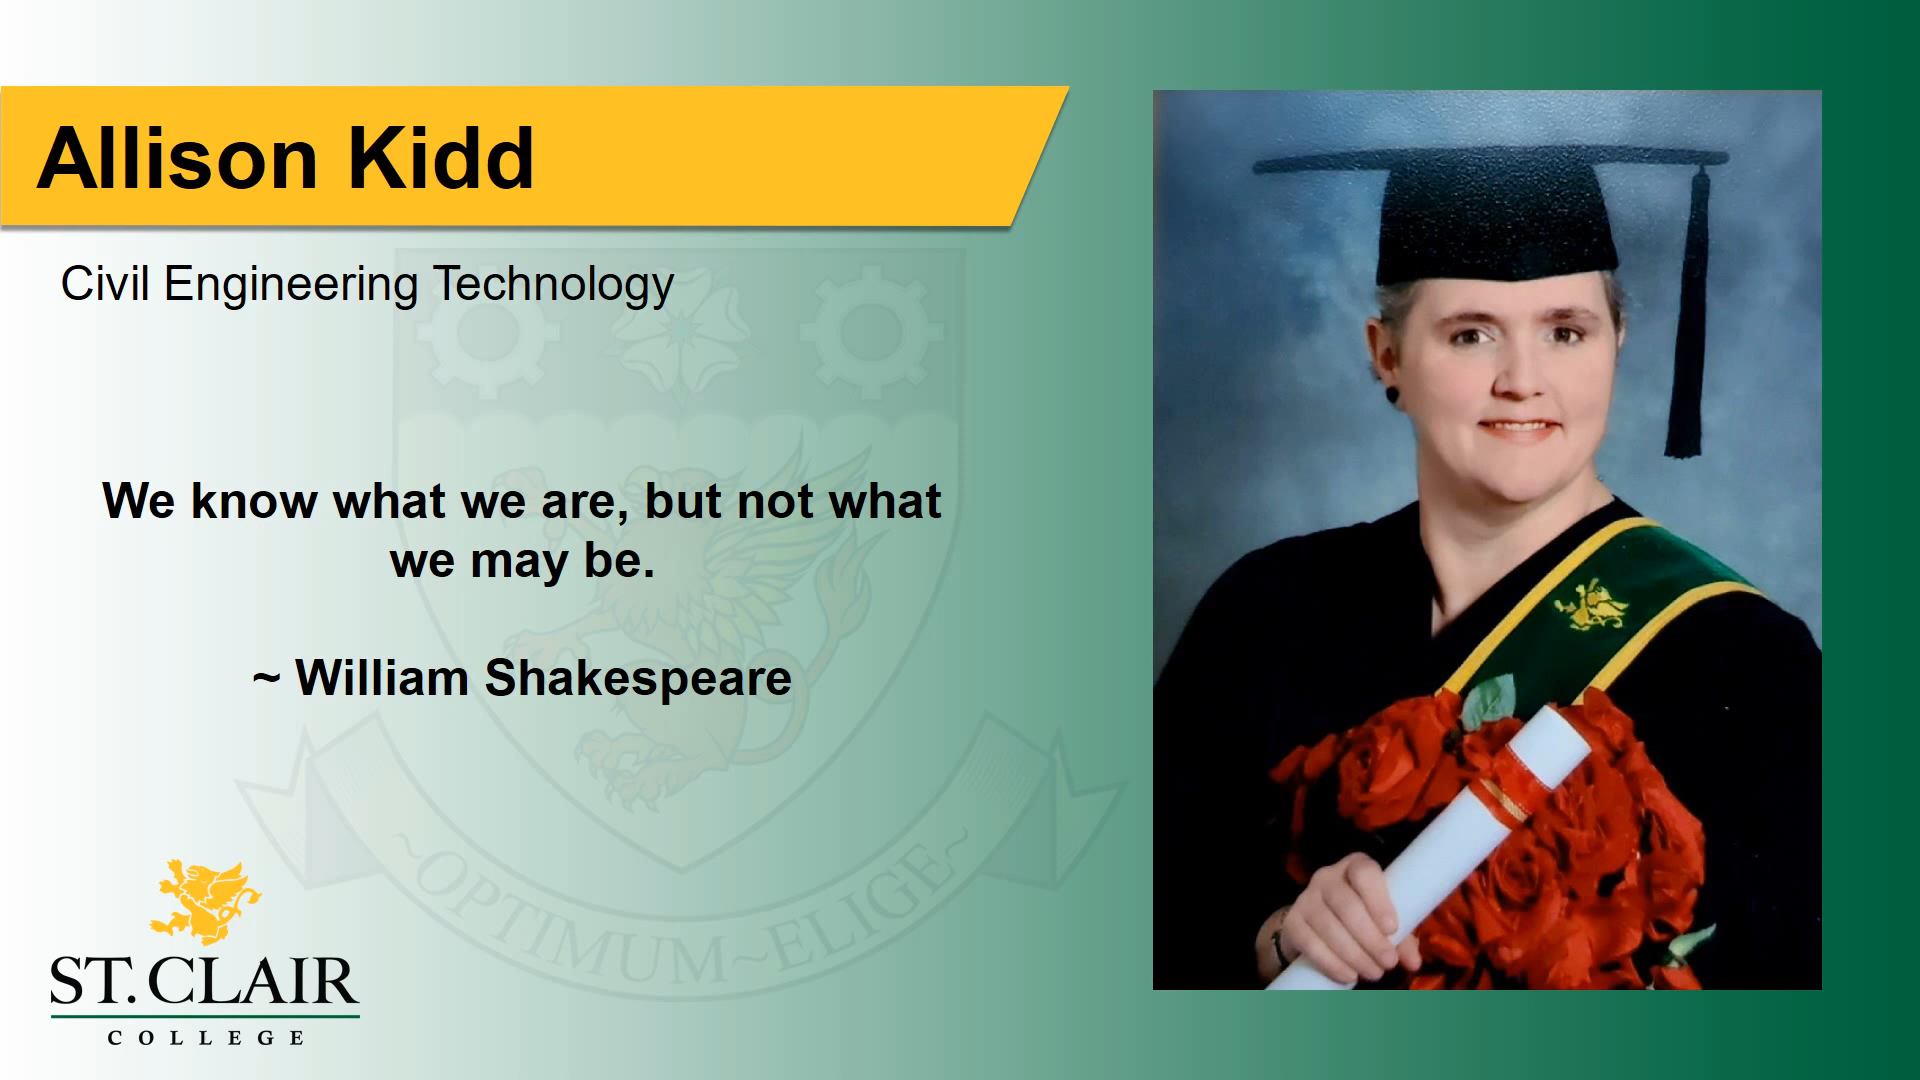 Allison Kidd
Civil Engineering Technology
We know what we are, but not what
we may be.
~ William Shakespeare
~OPTIMUM~ELIGE~
ST. CLAIR
COLLEGE